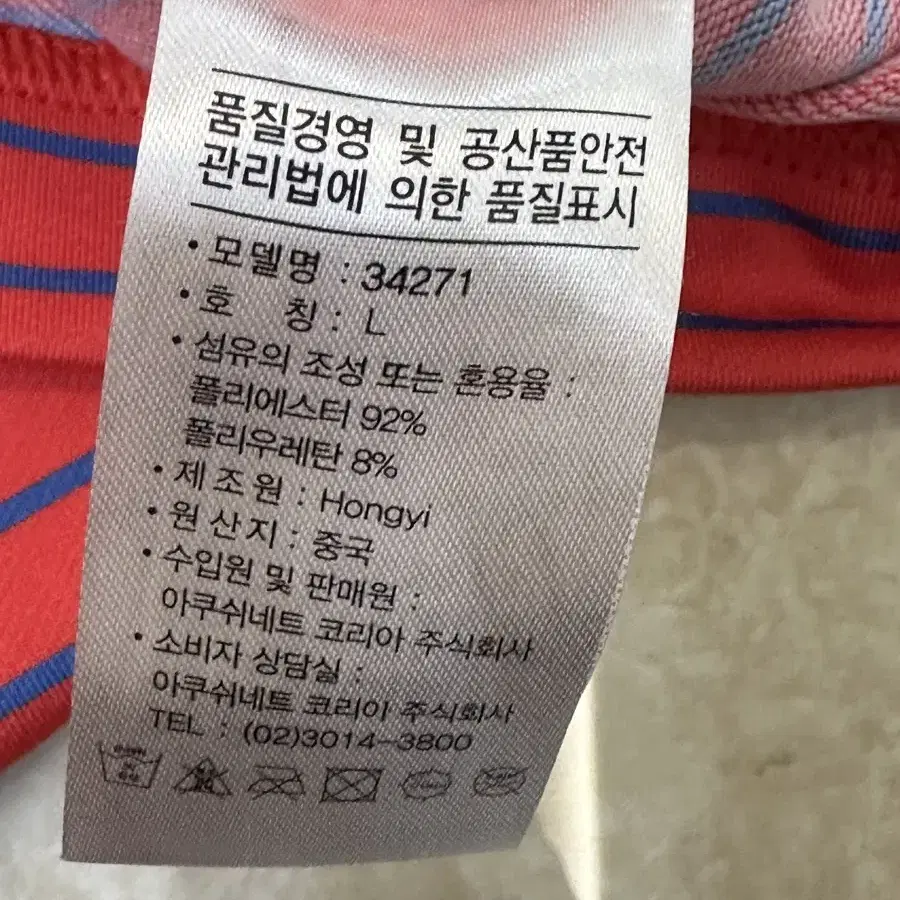 품질경영 및 공산품안전
관리법에 의한 품질표시
• 모델명 : 34271
• 호 칭 : L
• 섬유의 조성 또는 혼용율 :
폴리에스터 92%
폴리우레탄 8%
• 제 조 원 : Hongyi
• 원 산 지 : 중국
• 수입원 및 판매원 :
아쿠쉬네트 코리아 주식회사
• 소비자 상담실 :
아쿠쉬네트 코리아 주식회사
TEL : (02)3014-3800